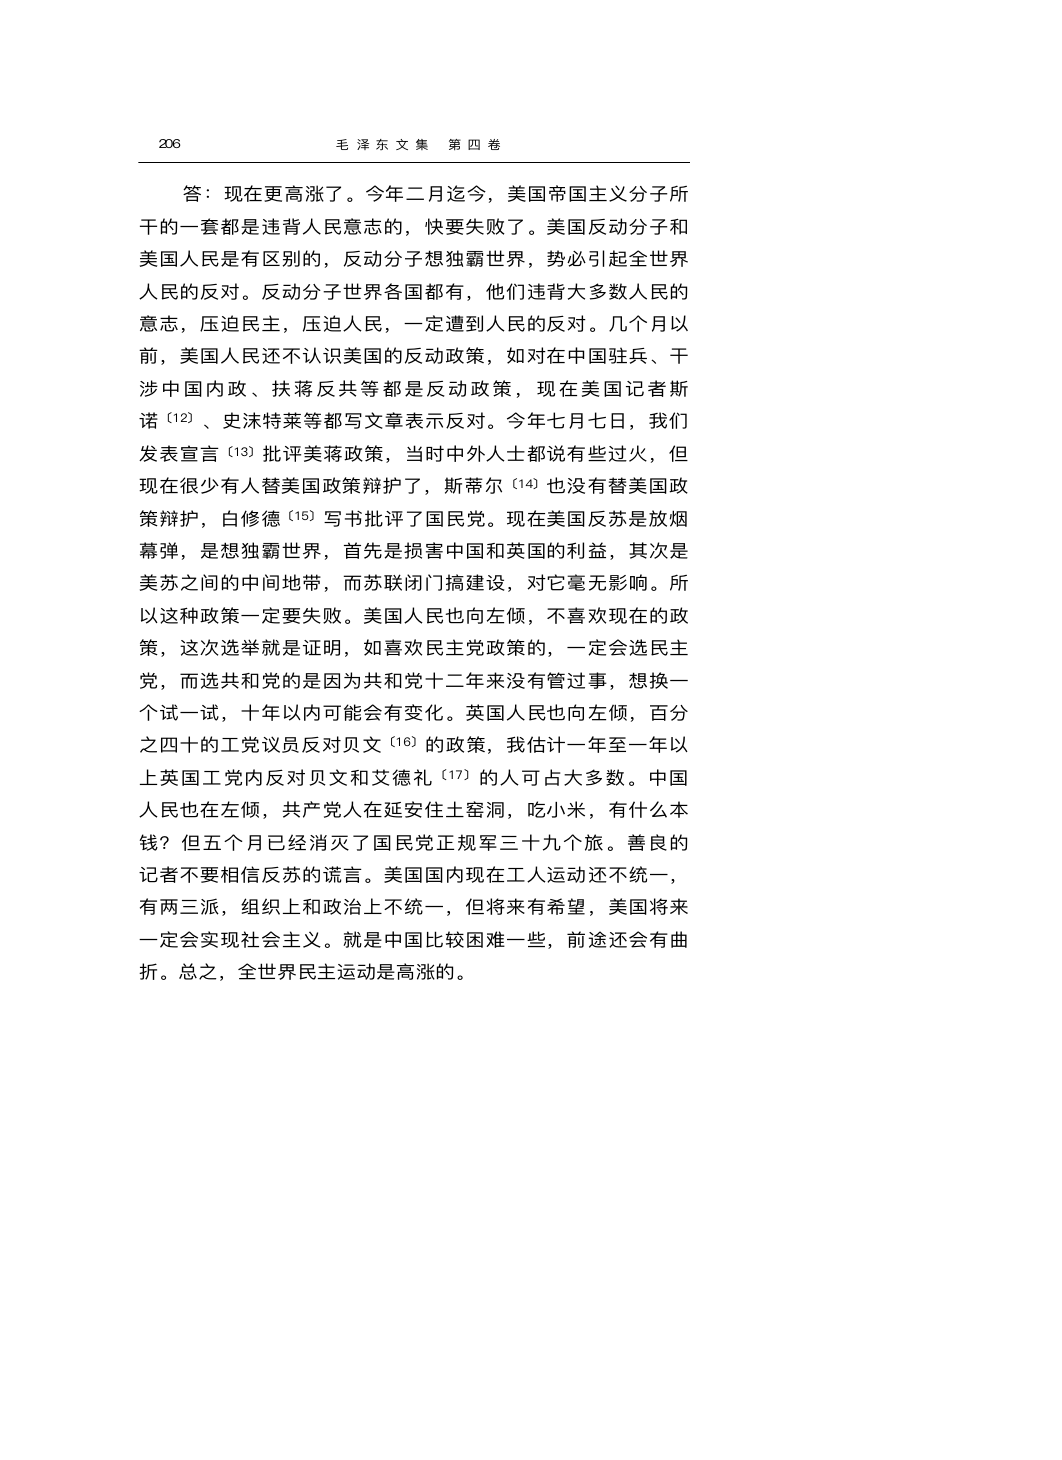 206 毛泽东文集 第四卷
答：现在更高涨了。今年二月迄今，美国帝国主义分子所
干的一套都是违背人民意志的，快要失败了。美国反动分子和
美国人民是有区别的，反动分子想独霸世界，势必引起全世界
人民的反对。反动分子世界各国都有，他们违背大多数人民的
意志，压迫民主，压迫人民，一定遭到人民的反对。几个月以
前，美国人民还不认识美国的反动政策，如对在中国驻兵、干
涉中国内政、扶蒋反共等都是反动政策，现在美国记者斯
诺〔12〕、史沫特莱等都写文章表示反对。今年七月七日，我们
发表宣言〔13〕批评美蒋政策，当时中外人士都说有些过火，但
现在很少有人替美国政策辩护了，斯蒂尔〔14〕也没有替美国政
策辩护，白修德〔15〕写书批评了国民党。现在美国反苏是放烟
幕弹，是想独霸世界，首先是损害中国和英国的利益，其次是
美苏之间的中间地带，而苏联闭门搞建设，对它毫无影响。所
以这种政策一定要失败。美国人民也向左倾，不喜欢现在的政
策，这次选举就是证明，如喜欢民主党政策的，一定会选民主
党，而选共和党的是因为共和党十二年来没有管过事，想换一
个试一试，十年以内可能会有变化。英国人民也向左倾，百分
之四十的工党议员反对贝文〔16〕的政策，我估计一年至一年以
上英国工党内反对贝文和艾德礼〔17〕的人可占大多数。中国
人民也在左倾，共产党人在延安住土窑洞，吃小米，有什么本
钱？但五个月已经消灭了国民党正规军三十九个旅。善良的
记者不要相信反苏的谎言。美国国内现在工人运动还不统一，
有两三派，组织上和政治上不统一，但将来有希望，美国将来
一定会实现社会主义。就是中国比较困难一些，前途还会有曲
折。总之，全世界民主运动是高涨的。